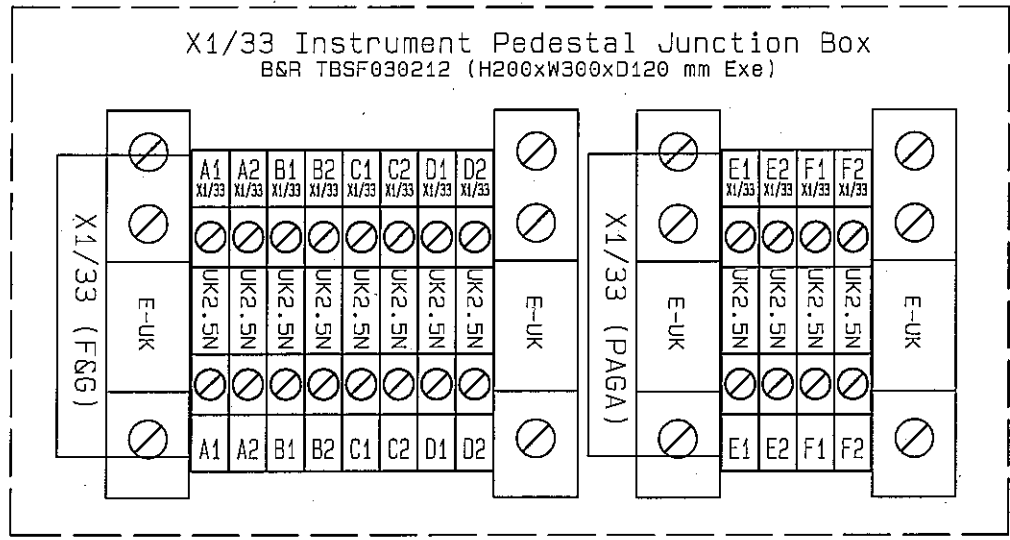 X1/33 Instrument Pedestal Junction Box
B&R TBSF030212 (H200xW300xD120 mm Exe)
X1/33 (F&G)
E-UK
A1 A2 B1 B2 C1 C2 D1 D2
X1/33 X1/33 X1/33 X1/33 X1/33 X1/33 X1/33 X1/33
UK2.5N UK2.5N UK2.5N UK2.5N UK2.5N UK2.5N UK2.5N UK2.5N
A1 A2 B1 B2 C1 C2 D1 D2
E-UK
X1/33 (PAGA)
E-UK
E1 E2 F1 F2
X1/33 X1/33 X1/33 X1/33
UK2.5N UK2.5N UK2.5N UK2.5N
E1 E2 F1 F2
E-UK